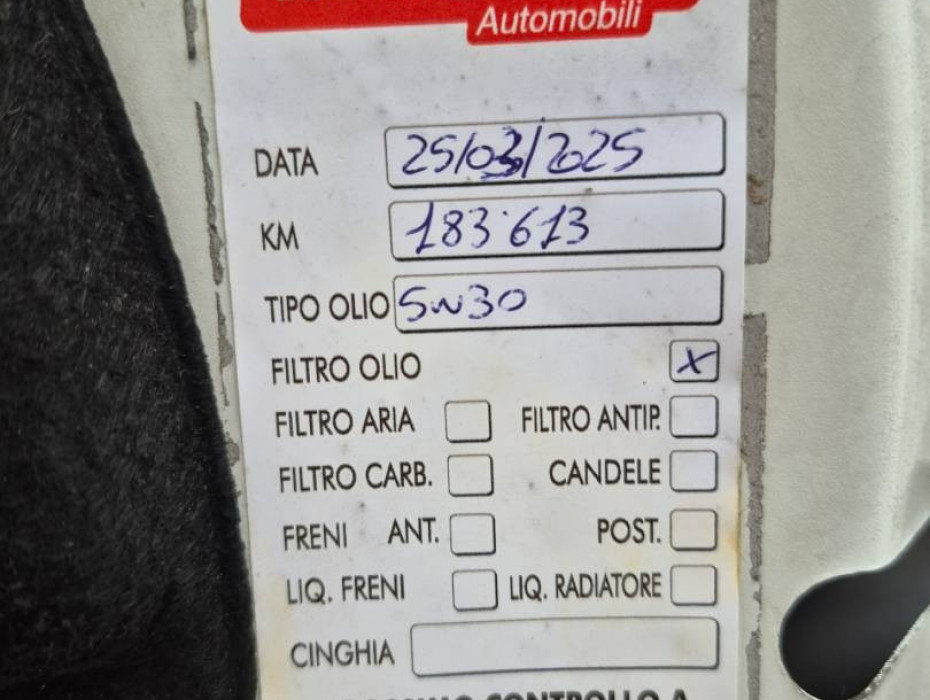 Automobili
DATA 25/03/2025
KM 183'613
TIPO OLIO 5W30
FILTRO OLIO X
FILTRO ARIA FILTRO ANTIP.
FILTRO CARB. CANDELE
FRENI ANT. POST.
LIQ. FRENI LIQ. RADIATORE
CINGHIA
CONTROLLO A